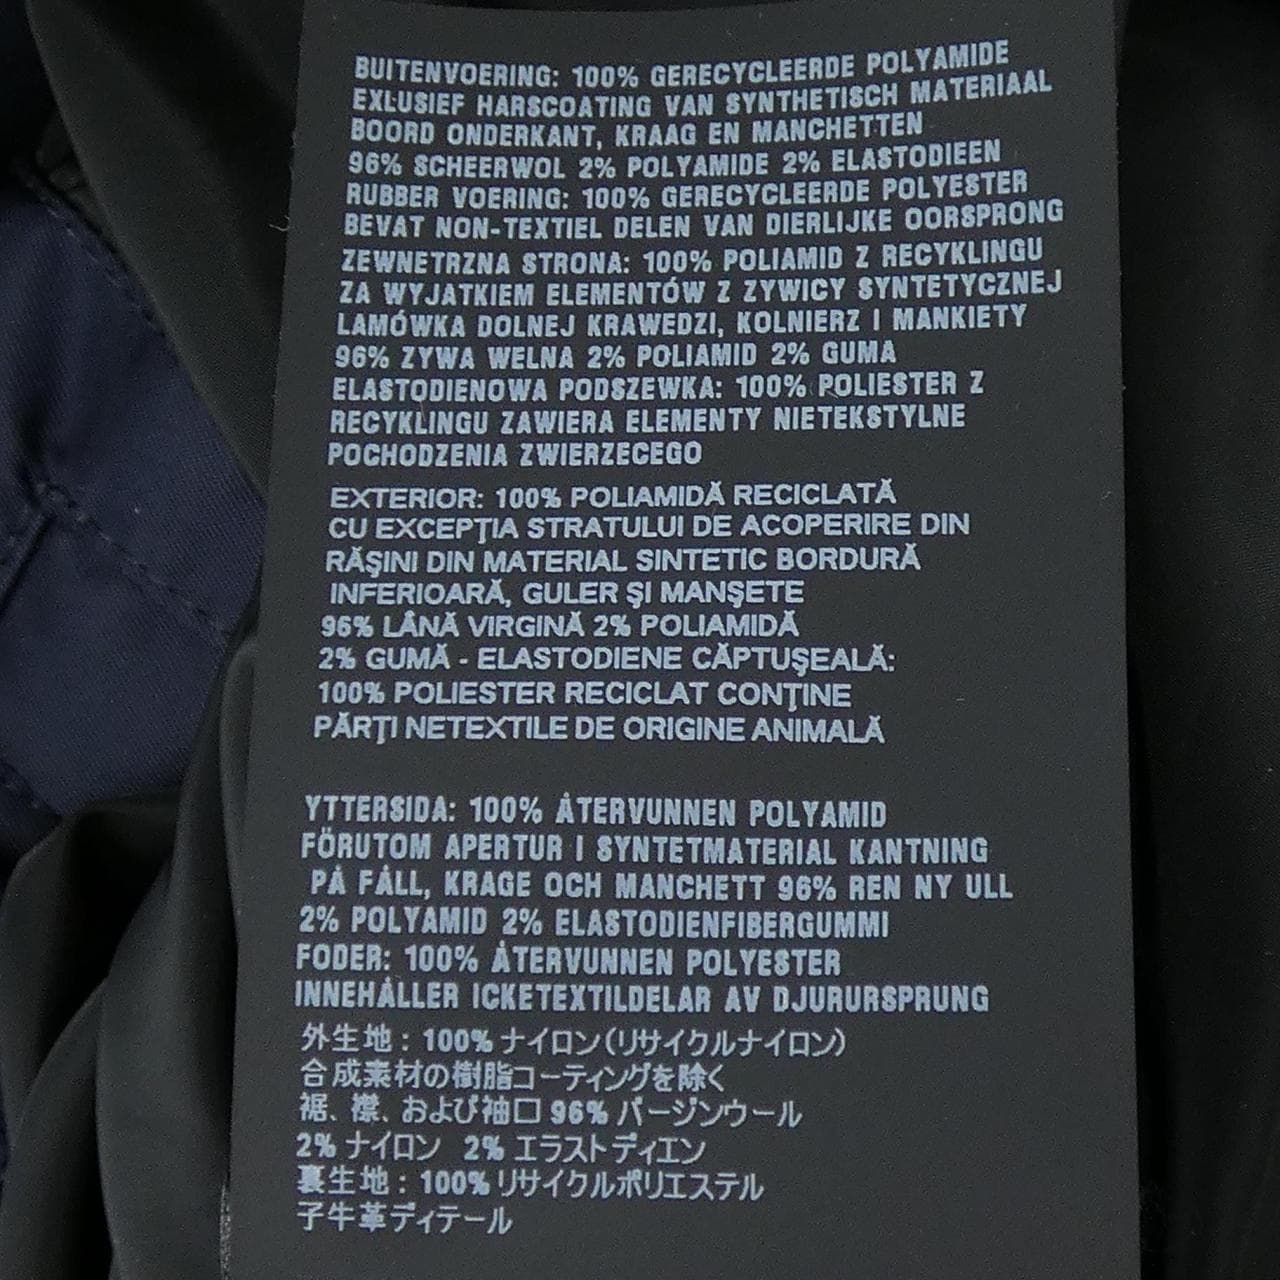 BUITENVOERING: 100% GERECYCLEERDE POLYAMIDE
EXLUSIEF HARSCOATING VAN SYNTHETISCH MATERIAAL
BOORD ONDERKANT, KRAAG EN MANCHETTEN
96% SCHEERWOL 2% POLYAMIDE 2% ELASTODIEEN
RUBBER VOERING: 100% GERECYCLEERDE POLYESTER
BEVAT NON-TEXTIEL DELEN VAN DIERLIJKE OORSPRONG
ZEWNETRZNA STRONA: 100% POLIAMID Z RECYKLINGU
ZA WYJATKIEM ELEMENTÓW Z ZYWICY SYNTETYCZNEJ
LAMÓWKA DOLNEJ KRAWEDZI, KOLNIERZ I MANKIETY
96% ZYWA WELNA 2% POLIAMID 2% GUMA
ELASTODIENOWA PODSZEWKA: 100% POLIESTER Z
RECYKLINGU ZAWIERA ELEMENTY NIETEKSTYLNE
POCHODZENIA ZWIERZECEGO
EXTERIOR: 100% POLIAMIDĂ RECICLATĂ
CU EXCEPŢIA STRATULUI DE ACOPERIRE DIN
RĂŞINI DIN MATERIAL SINTETIC BORDURĂ
INFERIOARĂ, GULER ŞI MANŞETE
96% LÂNĂ VIRGINĂ 2% POLIAMIDĂ
2% GUMĂ - ELASTODIENE CĂPTUŞEALĂ:
100% POLIESTER RECICLAT CONŢINE
PĂRŢI NETEXTILE DE ORIGINE ANIMALĂ
YTTERSIDA: 100% ÅTERVUNNEN POLYAMID
FÖRUTOM APERTUR I SYNTETMATERIAL KANTNING
PÅ FÅLL, KRAGE OCH MANCHETT 96% REN NY ULL
2% POLYAMID 2% ELASTODIENFIBERGUMMI
FODER: 100% ÅTERVUNNEN POLYESTER
INNEHÅLLER ICKETEXTILDELAR AV DJURURSPRUNG
外生地：100% ナイロン（リサイクルナイロン）
合成素材の樹脂コーティングを除く
裾、襟、および袖口 96% バージンウール
2% ナイロン 2% エラストディエン
裏生地：100% リサイクルポリエステル
子牛革ディテール